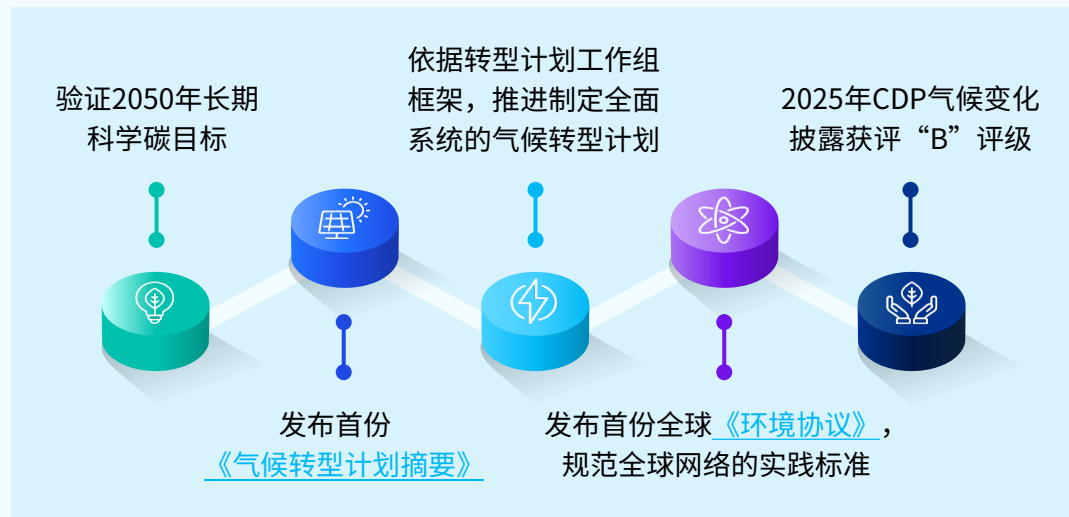 验证2050年长期
科学碳目标
发布首份
《气候转型计划摘要》
依据转型计划工作组
框架，推进制定全面
系统的气候转型计划
发布首份全球《环境协议》，
规范全球网络的实践标准
2025年CDP气候变化
披露获评“B”评级